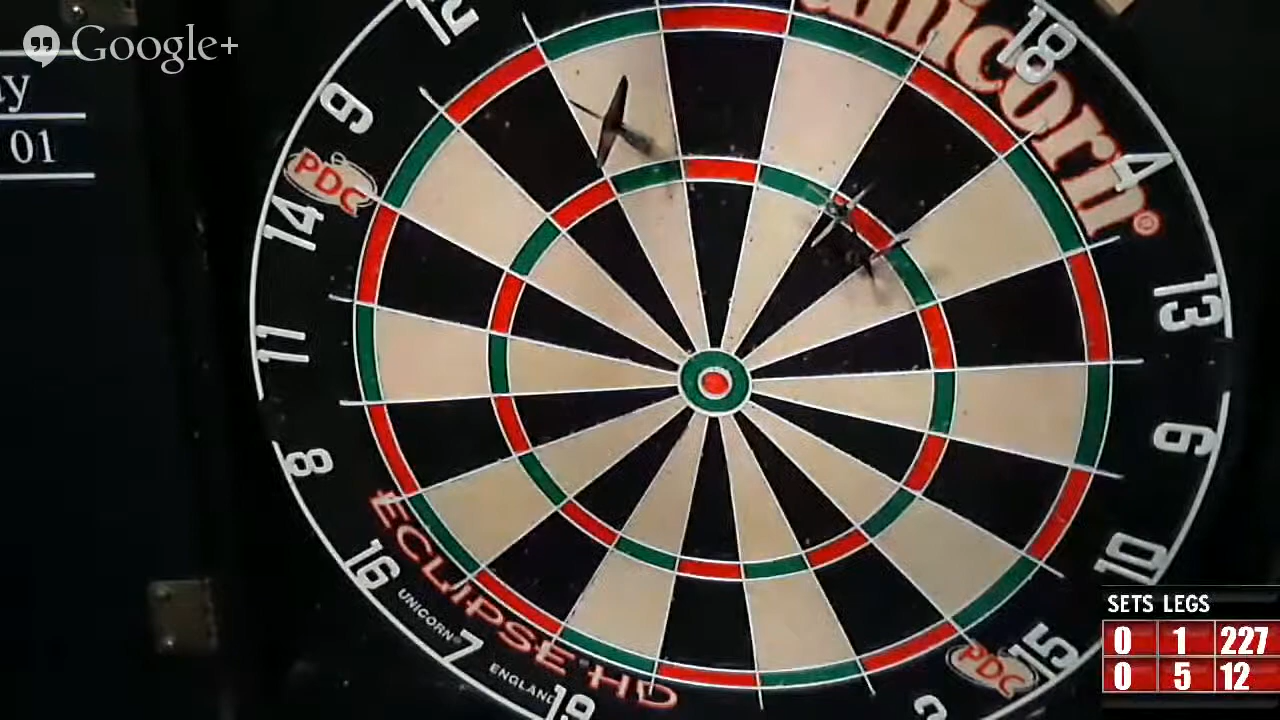 Google+
01
12
unicorn®
18
9
4
PDC
14
13
11
6
8
10
16
15
ECLIPSE HD
UNICORN®
7
ENGLAND
19
PDC
SETS LEGS
0 1 227
0 5 12